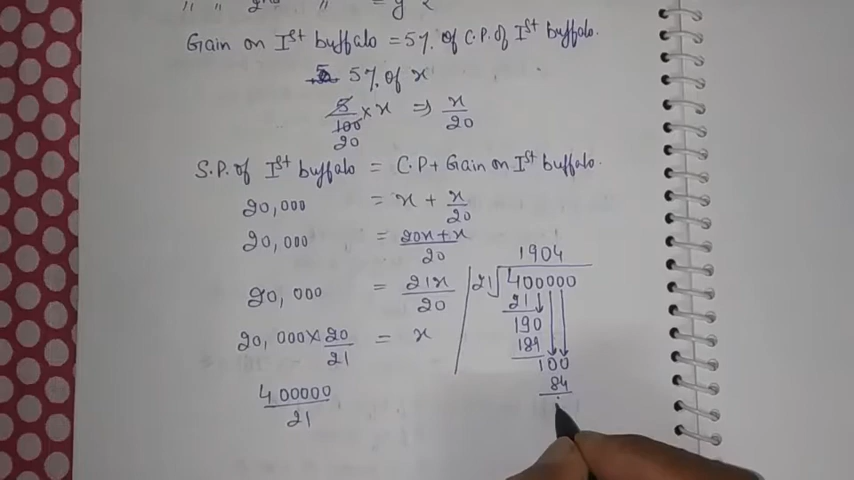 " " 2nd " = y
Gain on Ist buffalo = 5% of C.P. of Ist buffalo.
5% of x
5/100 × x ⇒ x/20
20
S.P. of Ist buffalo = C.P + Gain on Ist buffalo.
20,000 = x + x/20
20,000 = 20x+x/20
20,000 = 21x/20
20,000 × 20/21 = x
400000/21
1904
21 400000
21
190
189
100
84